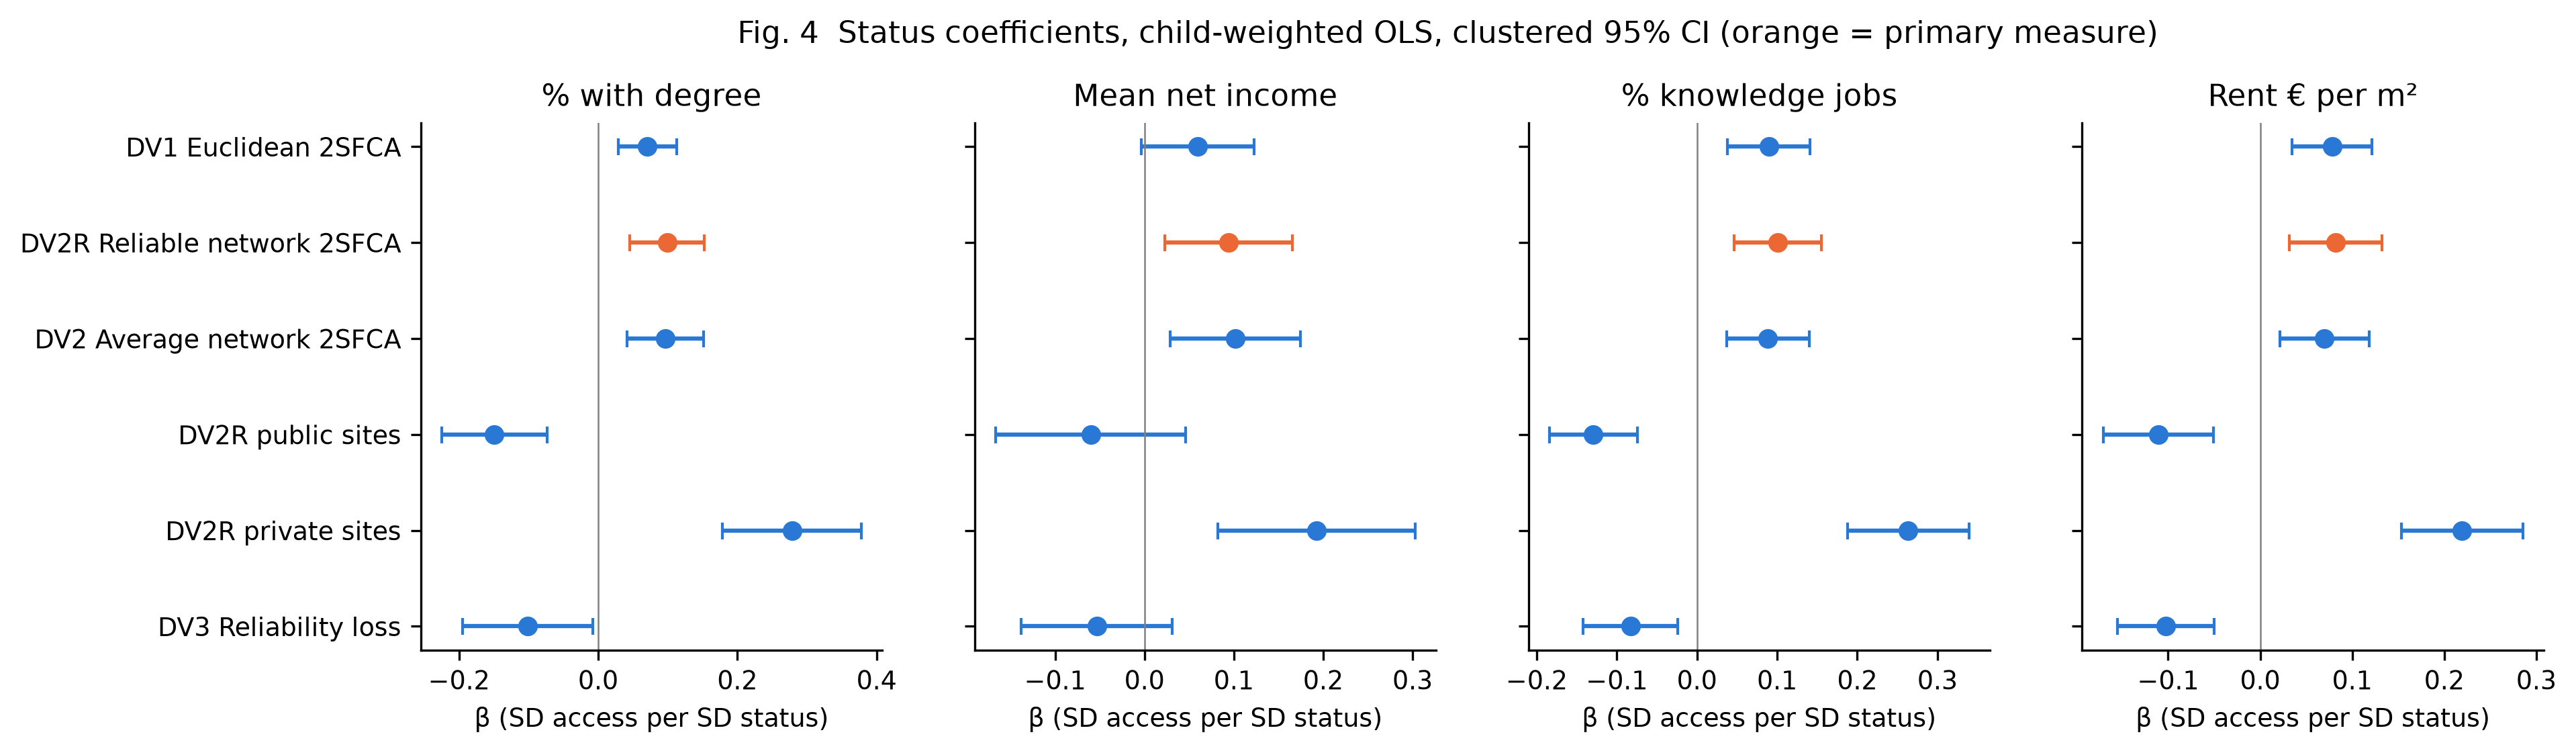 Fig. 4  Status coefficients, child-weighted OLS, clustered 95% CI (orange = primary measure)
% with degree
Mean net income
% knowledge jobs
Rent € per m²
DV1 Euclidean 2SFCA
DV2R Reliable network 2SFCA
DV2 Average network 2SFCA
DV2R public sites
DV2R private sites
DV3 Reliability loss
−0.2 0.0 0.2 0.4
−0.1 0.0 0.1 0.2 0.3
−0.2 −0.1 0.0 0.1 0.2 0.3
−0.1 0.0 0.1 0.2 0.3
β (SD access per SD status)
β (SD access per SD status)
β (SD access per SD status)
β (SD access per SD status)